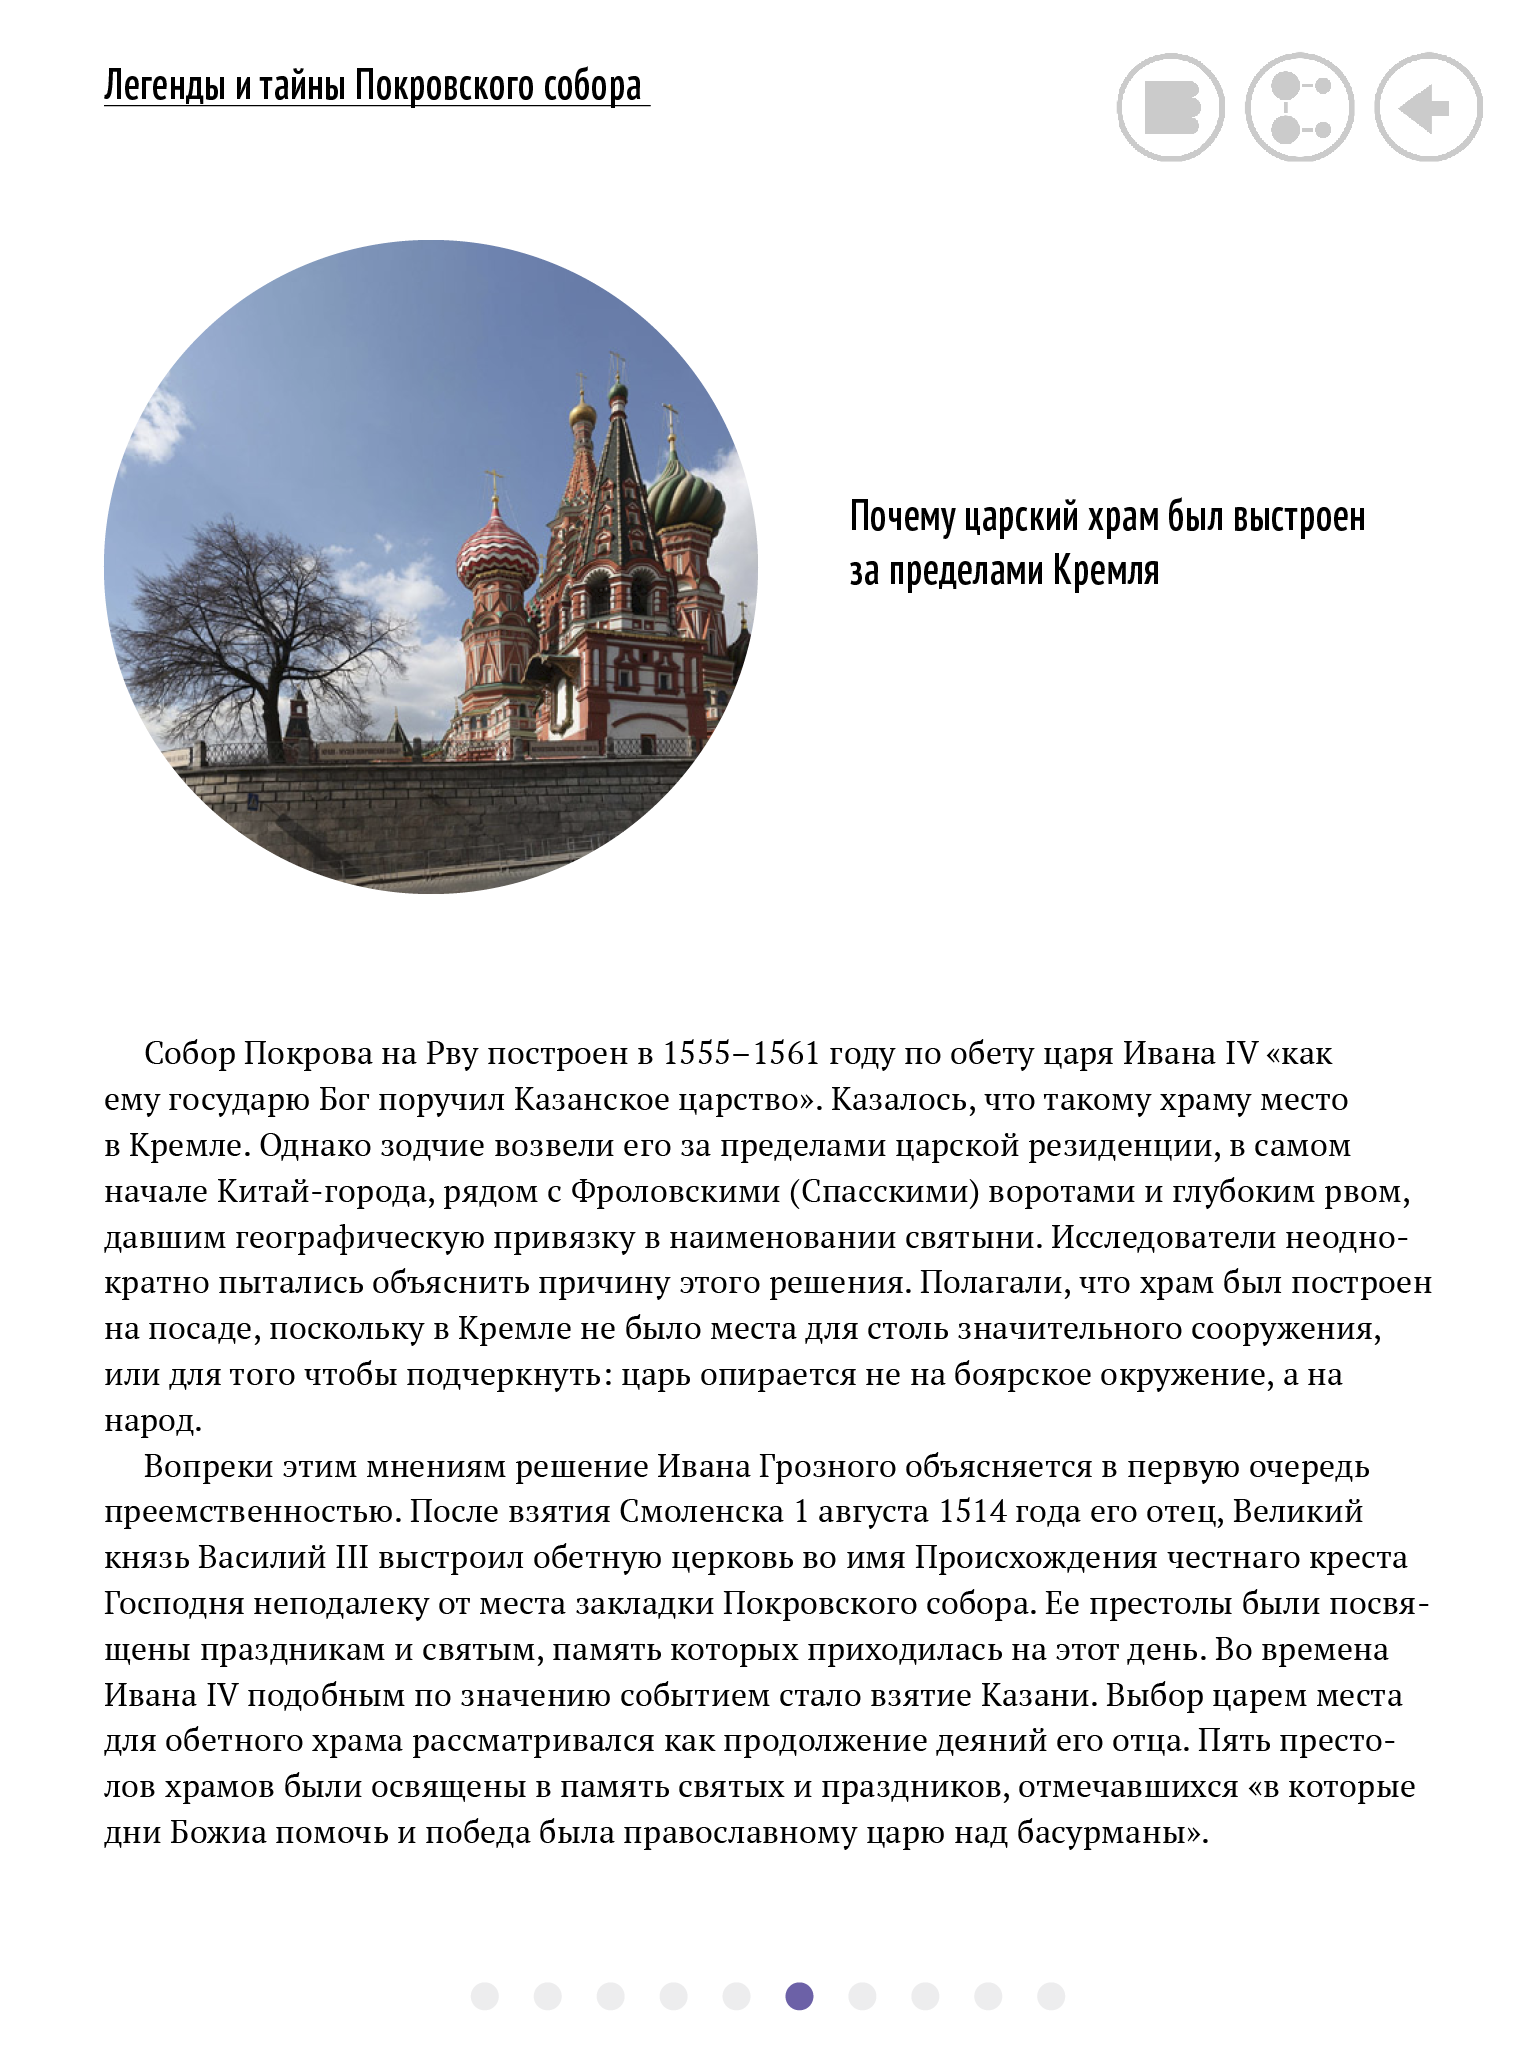 Легенды и тайны Покровского собора
Почему царский храм был выстроен
за пределами Кремля
Собор Покрова на Рву построен в 1555–1561 году по обету царя Ивана IV «как
ему государю Бог поручил Казанское царство». Казалось, что такому храму место
в Кремле. Однако зодчие возвели его за пределами царской резиденции, в самом
начале Китай-города, рядом с Фроловскими (Спасскими) воротами и глубоким рвом,
давшим географическую привязку в наименовании святыни. Исследователи неодно-
кратно пытались объяснить причину этого решения. Полагали, что храм был построен
на посаде, поскольку в Кремле не было места для столь значительного сооружения,
или для того чтобы подчеркнуть: царь опирается не на боярское окружение, а на
народ.
Вопреки этим мнениям решение Ивана Грозного объясняется в первую очередь
преемственностью. После взятия Смоленска 1 августа 1514 года его отец, Великий
князь Василий III выстроил обетную церковь во имя Происхождения честнаго креста
Господня неподалеку от места закладки Покровского собора. Ее престолы были посвя-
щены праздникам и святым, память которых приходилась на этот день. Во времена
Ивана IV подобным по значению событием стало взятие Казани. Выбор царем места
для обетного храма рассматривался как продолжение деяний его отца. Пять престо-
лов храмов были освящены в память святых и праздников, отмечавшихся «в которые
дни Божиа помочь и победа была православному царю над басурманы».